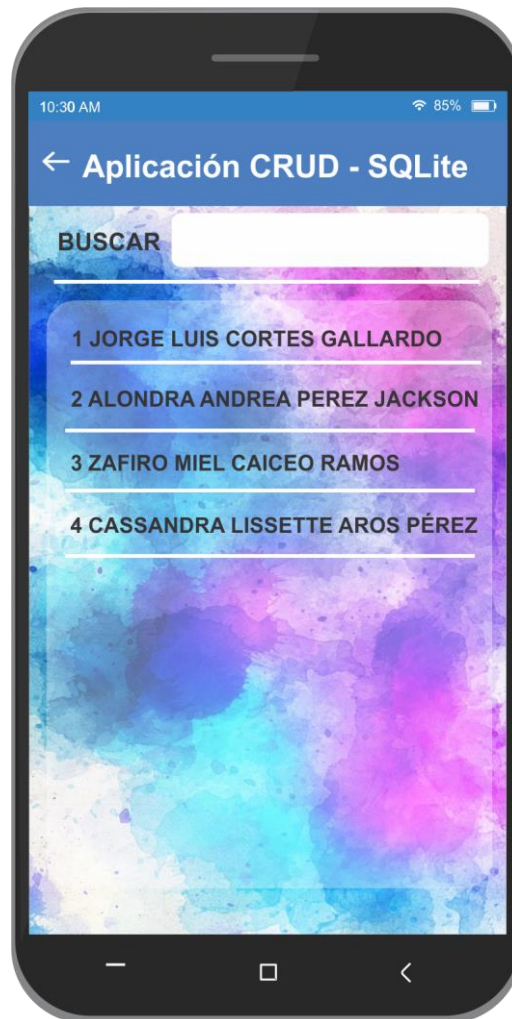 10:30 AM 85%
Aplicación CRUD - SQLite
BUSCAR
1 JORGE LUIS CORTES GALLARDO
2 ALONDRA ANDREA PEREZ JACKSON
3 ZAFIRO MIEL CAICEO RAMOS
4 CASSANDRA LISSETTE AROS PÉREZ